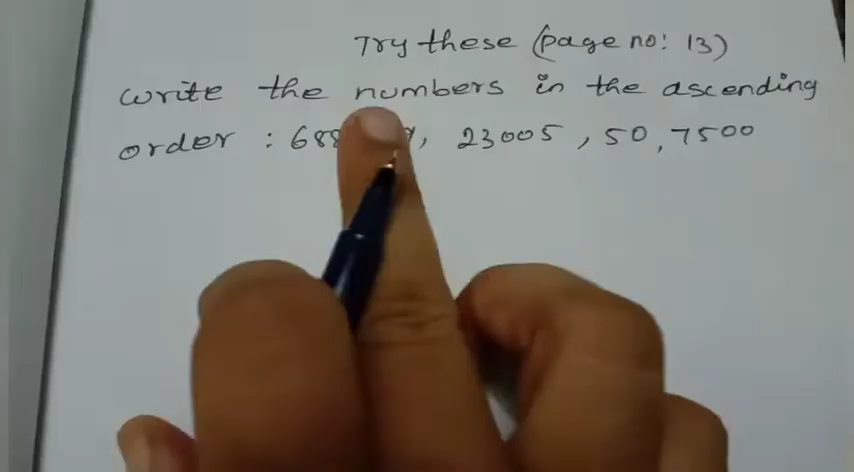 Try these (page no: 13)
write the numbers in the ascending
order : , 23005, 50, 7500